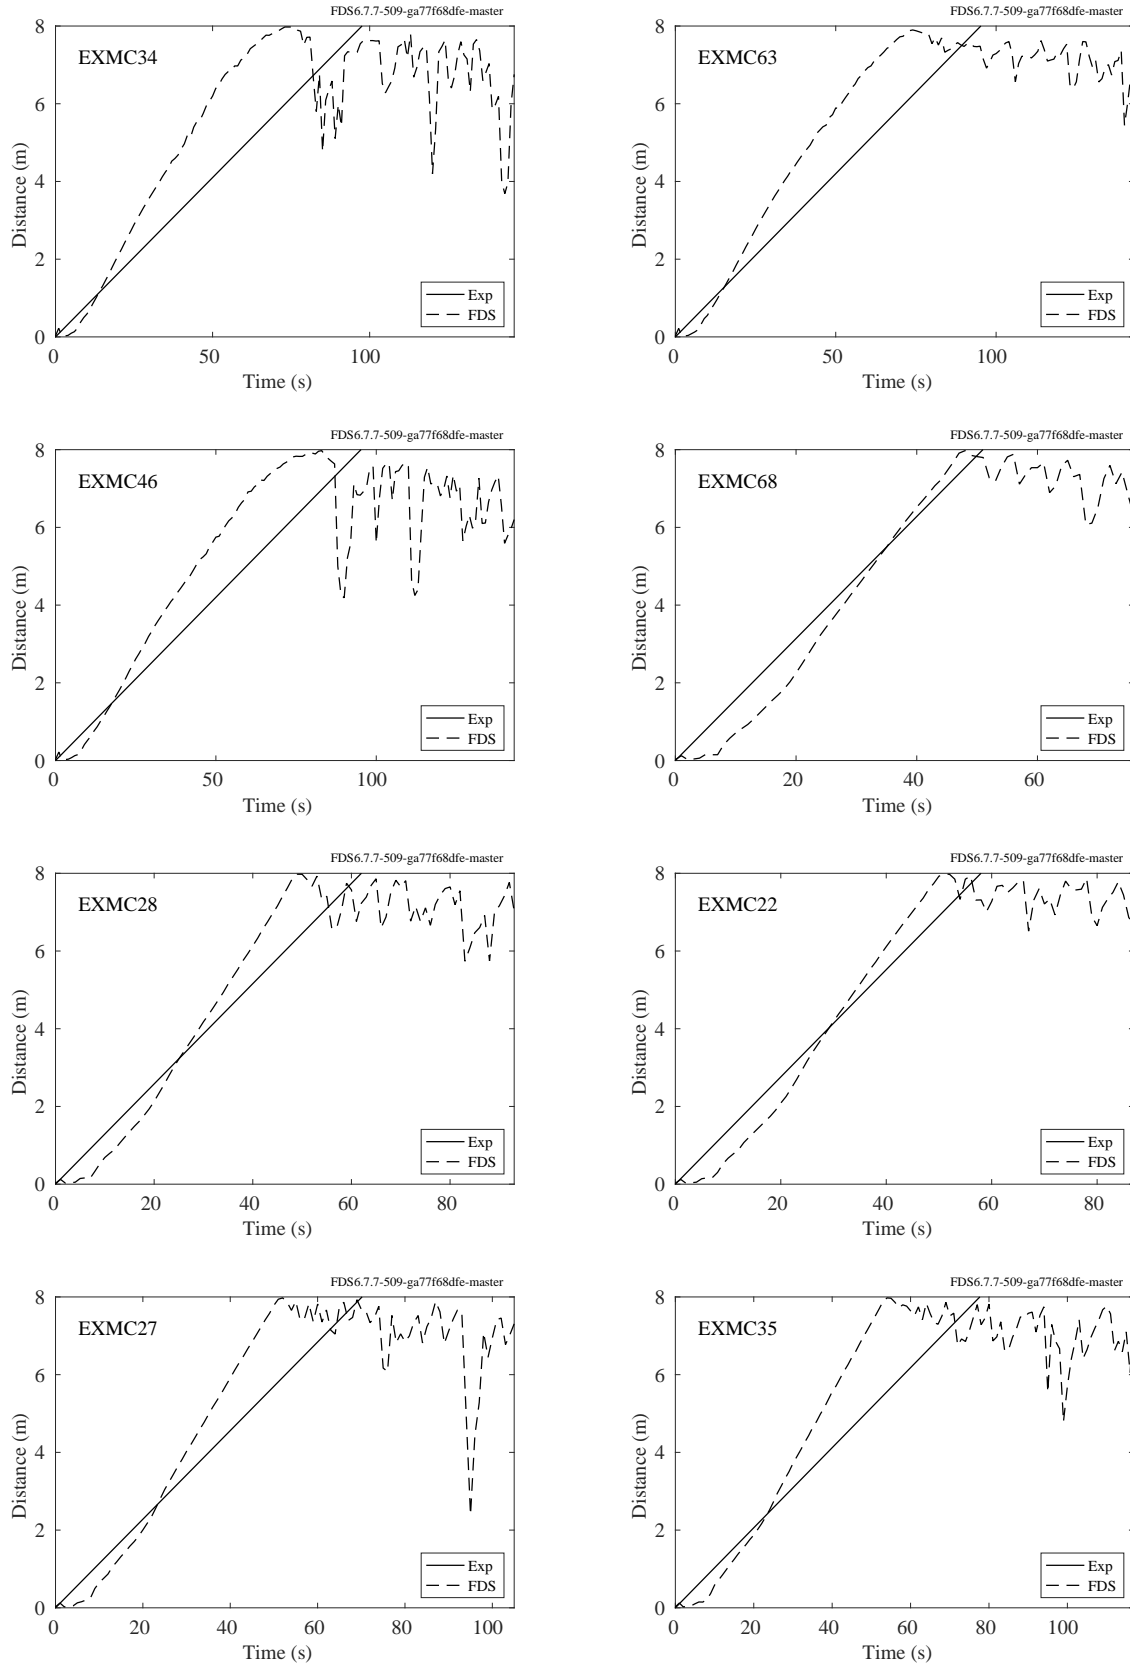 FDS6.7.7-509-ga77f68dfe-master
EXMC34
8
6
4
2
0
Distance (m)
0 50 100
Time (s)
Exp
FDS
FDS6.7.7-509-ga77f68dfe-master
EXMC63
8
6
4
2
0
Distance (m)
0 50 100
Time (s)
Exp
FDS
FDS6.7.7-509-ga77f68dfe-master
EXMC46
8
6
4
2
0
Distance (m)
0 50 100
Time (s)
Exp
FDS
FDS6.7.7-509-ga77f68dfe-master
EXMC68
8
6
4
2
0
Distance (m)
0 20 40 60
Time (s)
Exp
FDS
FDS6.7.7-509-ga77f68dfe-master
EXMC28
8
6
4
2
0
Distance (m)
0 20 40 60 80
Time (s)
Exp
FDS
FDS6.7.7-509-ga77f68dfe-master
EXMC22
8
6
4
2
0
Distance (m)
0 20 40 60 80
Time (s)
Exp
FDS
FDS6.7.7-509-ga77f68dfe-master
EXMC27
8
6
4
2
0
Distance (m)
0 20 40 60 80 100
Time (s)
Exp
FDS
FDS6.7.7-509-ga77f68dfe-master
EXMC35
8
6
4
2
0
Distance (m)
0 20 40 60 80 100
Time (s)
Exp
FDS